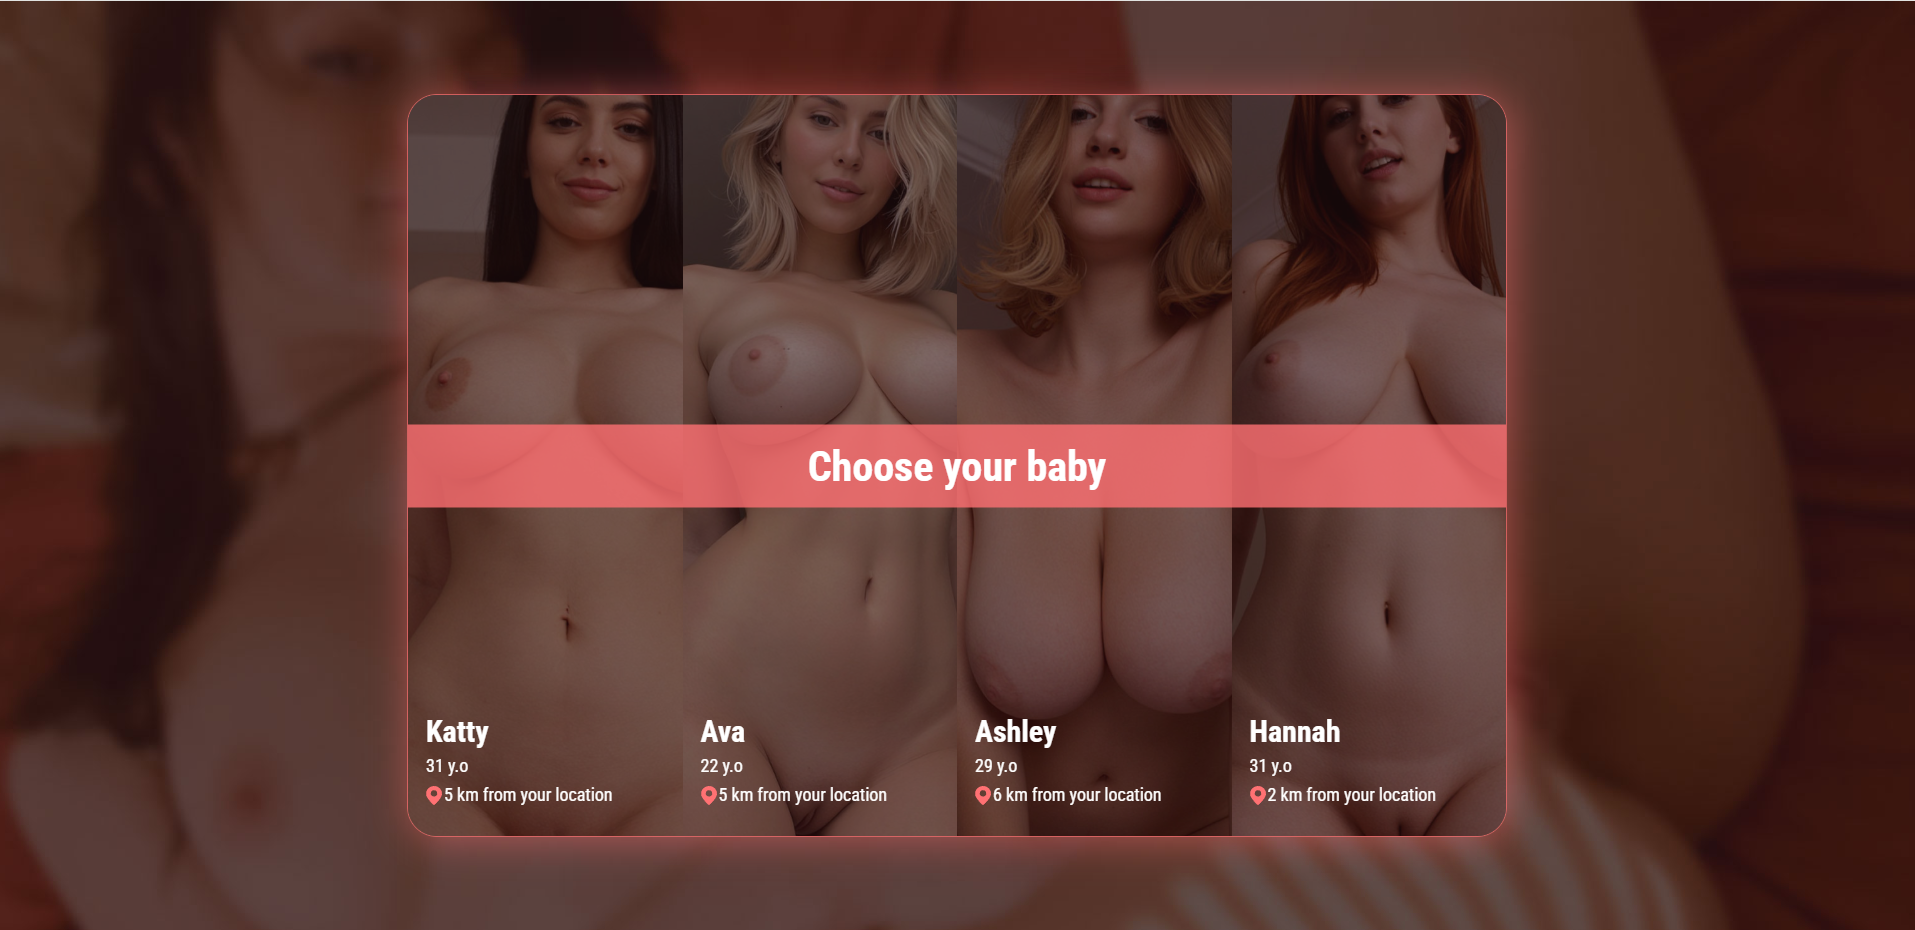 Choose your baby
Katty
31 y.o
5 km from your location
Ava
22 y.o
5 km from your location
Ashley
29 y.o
6 km from your location
Hannah
31 y.o
2 km from your location